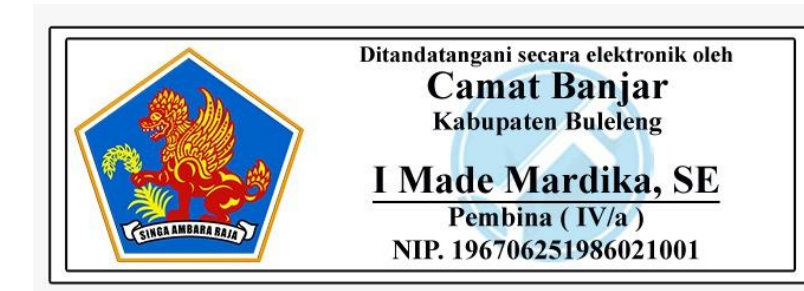 Ditandatangani secara elektronik oleh
Camat Banjar
Kabupaten Buleleng
I Made Mardika, SE
Pembina ( IV/a )
NIP. 196706251986021001
SINGA AMBARA RAJA